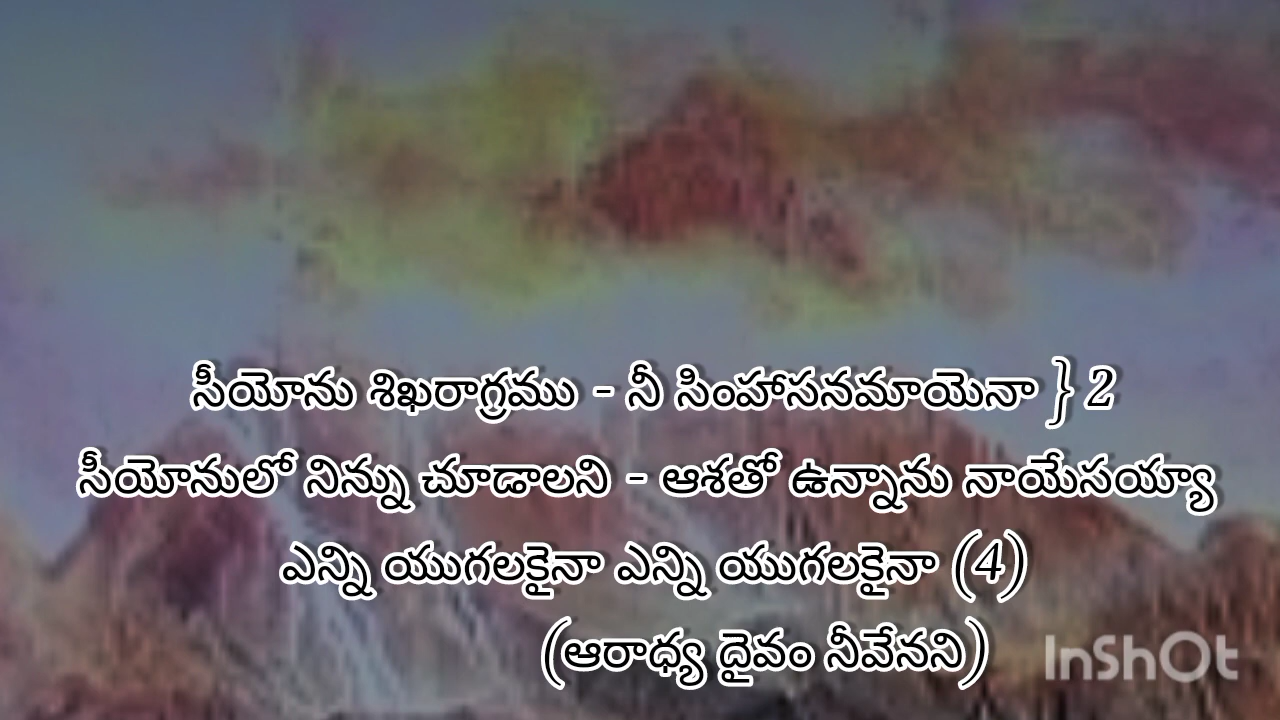 సీయోను శిఖరాగ్రము - నీ సింహాసనమాయెనా } 2
సీయోనులో నిన్ను చూడాలని - ఆశతో ఉన్నాను నాయేసయ్యా
ఎన్ని యుగలకైనా ఎన్ని యుగలకైనా (4)
(ఆరాధ్య దైవం నీవేనని)
InShOt